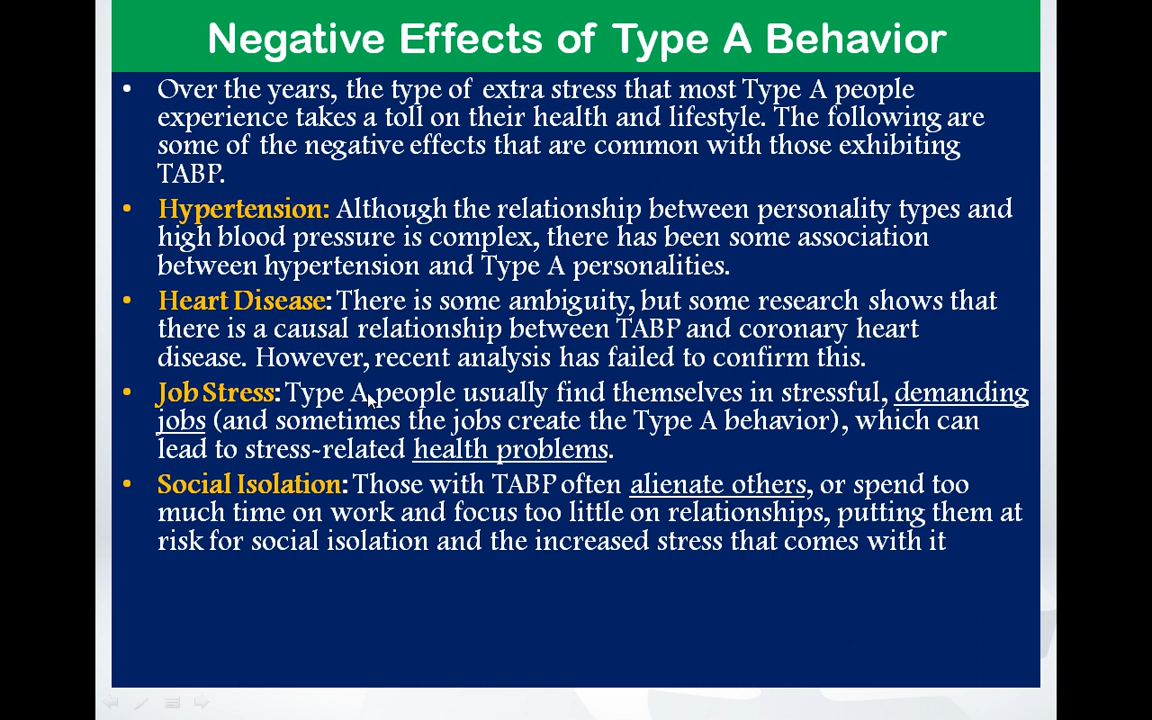 Negative Effects of Type A Behavior
• Over the years, the type of extra stress that most Type A people
experience takes a toll on their health and lifestyle. The following are
some of the negative effects that are common with those exhibiting
TABP.
• Hypertension: Although the relationship between personality types and
high blood pressure is complex, there has been some association
between hypertension and Type A personalities.
• Heart Disease: There is some ambiguity, but some research shows that
there is a causal relationship between TABP and coronary heart
disease. However, recent analysis has failed to confirm this.
• Job Stress: Type A people usually find themselves in stressful, demanding
jobs (and sometimes the jobs create the Type A behavior), which can
lead to stress-related health problems.
• Social Isolation: Those with TABP often alienate others, or spend too
much time on work and focus too little on relationships, putting them at
risk for social isolation and the increased stress that comes with it